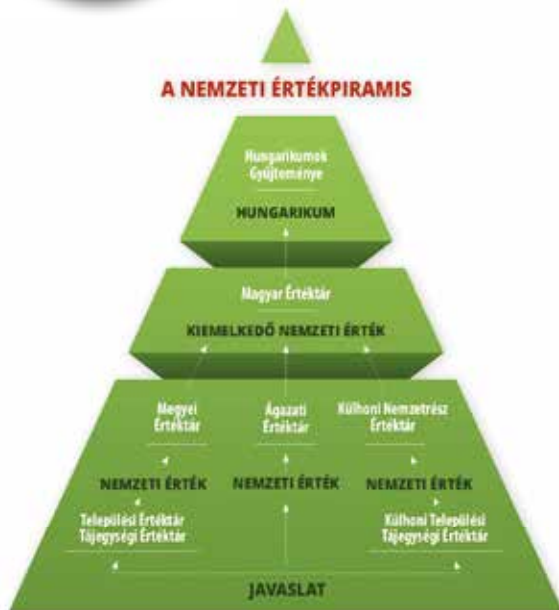 A NEMZETI ÉRTÉKPIRAMIS
Hungarikumok
Gyűjteménye
HUNGARIKUM
Magyar Értéktár
KIEMELKEDŐ NEMZETI ÉRTÉK
Megyei
Értéktár
Ágazati
Értéktár
Külhoni Nemzetrész
Értéktár
NEMZETI ÉRTÉK
NEMZETI ÉRTÉK
NEMZETI ÉRTÉK
Települési Értéktár
Tájegységi Értéktár
Külhoni Települési
Tájegységi Értéktár
JAVASLAT